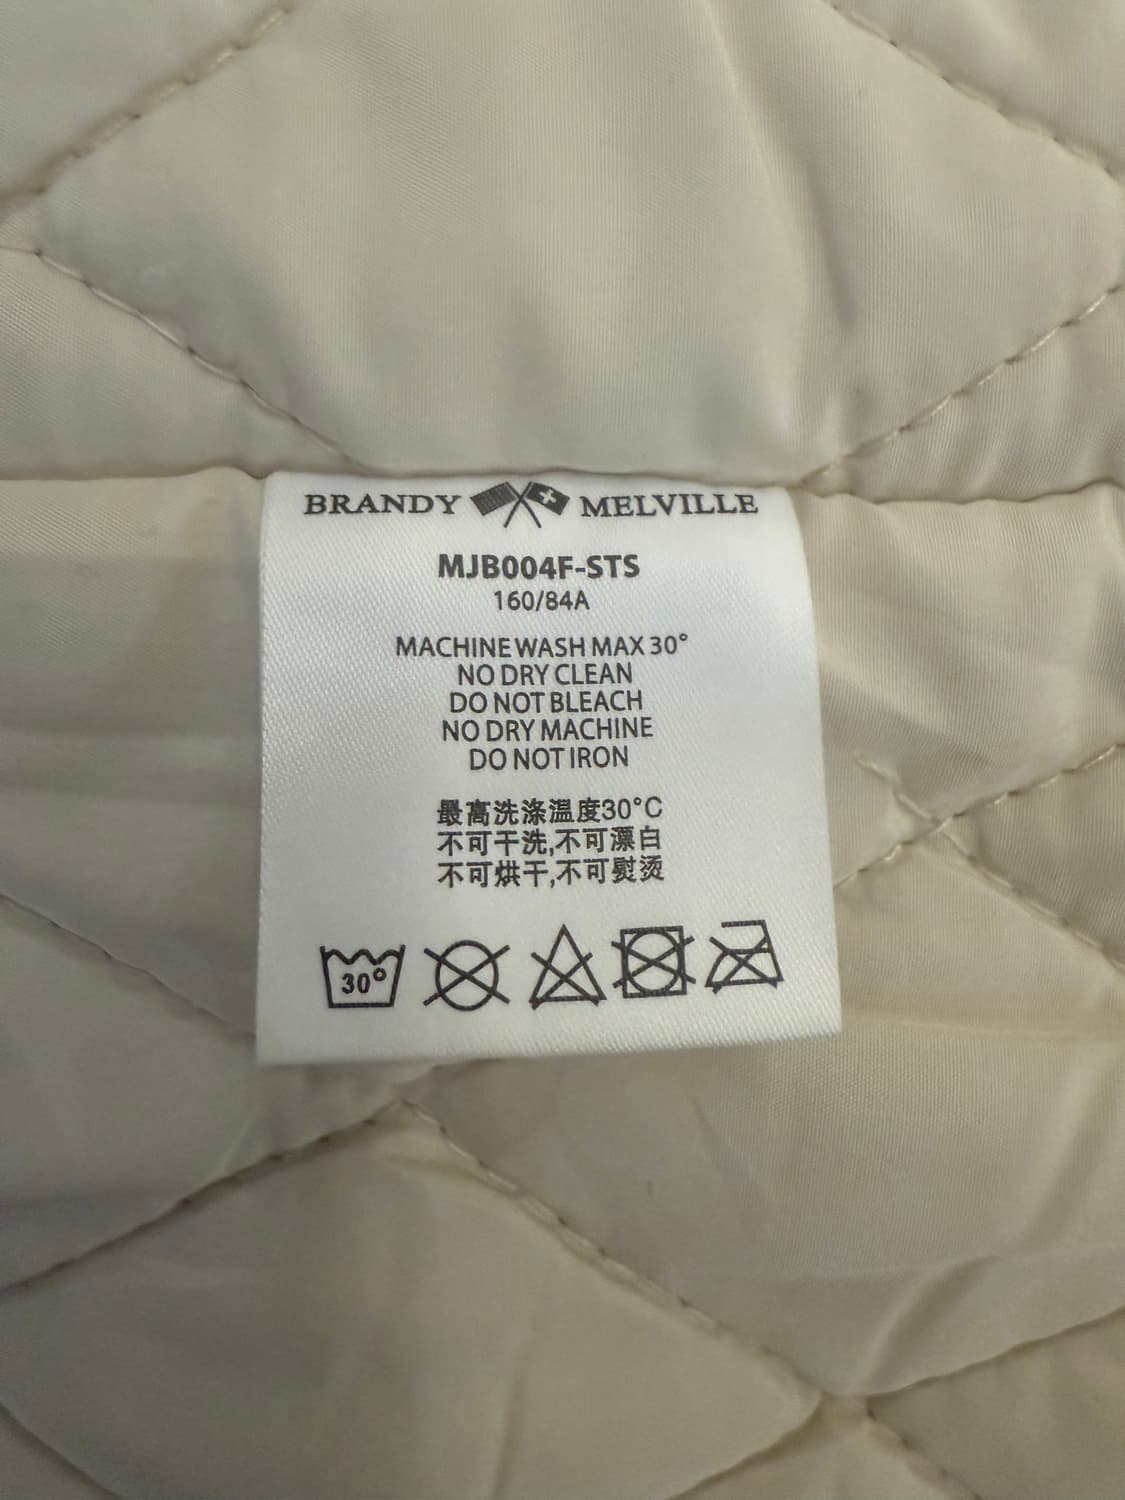 BRANDY MELVILLE
MJB004F-STS
160/84A
MACHINE WASH MAX 30°
NO DRY CLEAN
DO NOT BLEACH
NO DRY MACHINE
DO NOT IRON
最高洗涤温度30°C
不可干洗,不可漂白
不可烘干,不可熨烫
30°